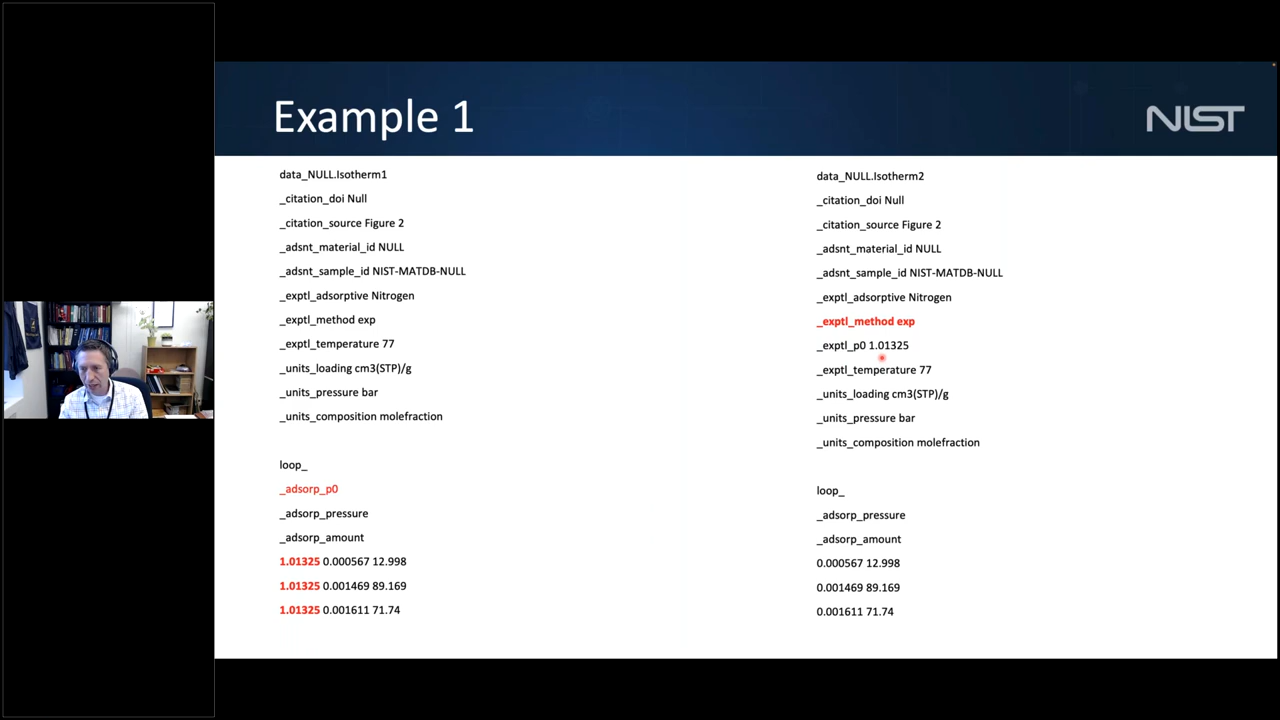 Example 1
NIST
data_NULL.Isotherm1
_citation_doi Null
_citation_source Figure 2
_adsnt_material_id NULL
_adsnt_sample_id NIST-MATDB-NULL
_exptl_adsorptive Nitrogen
_exptl_method exp
_exptl_temperature 77
_units_loading cm3(STP)/g
_units_pressure bar
_units_composition molefraction
loop_
_adsorp_p0
_adsorp_pressure
_adsorp_amount
1.01325 0.000567 12.998
1.01325 0.001469 89.169
1.01325 0.001611 71.74
data_NULL.Isotherm2
_citation_doi Null
_citation_source Figure 2
_adsnt_material_id NULL
_adsnt_sample_id NIST-MATDB-NULL
_exptl_adsorptive Nitrogen
_exptl_method exp
_exptl_p0 1.01325
_exptl_temperature 77
_units_loading cm3(STP)/g
_units_pressure bar
_units_composition molefraction
loop_
_adsorp_pressure
_adsorp_amount
0.000567 12.998
0.001469 89.169
0.001611 71.74